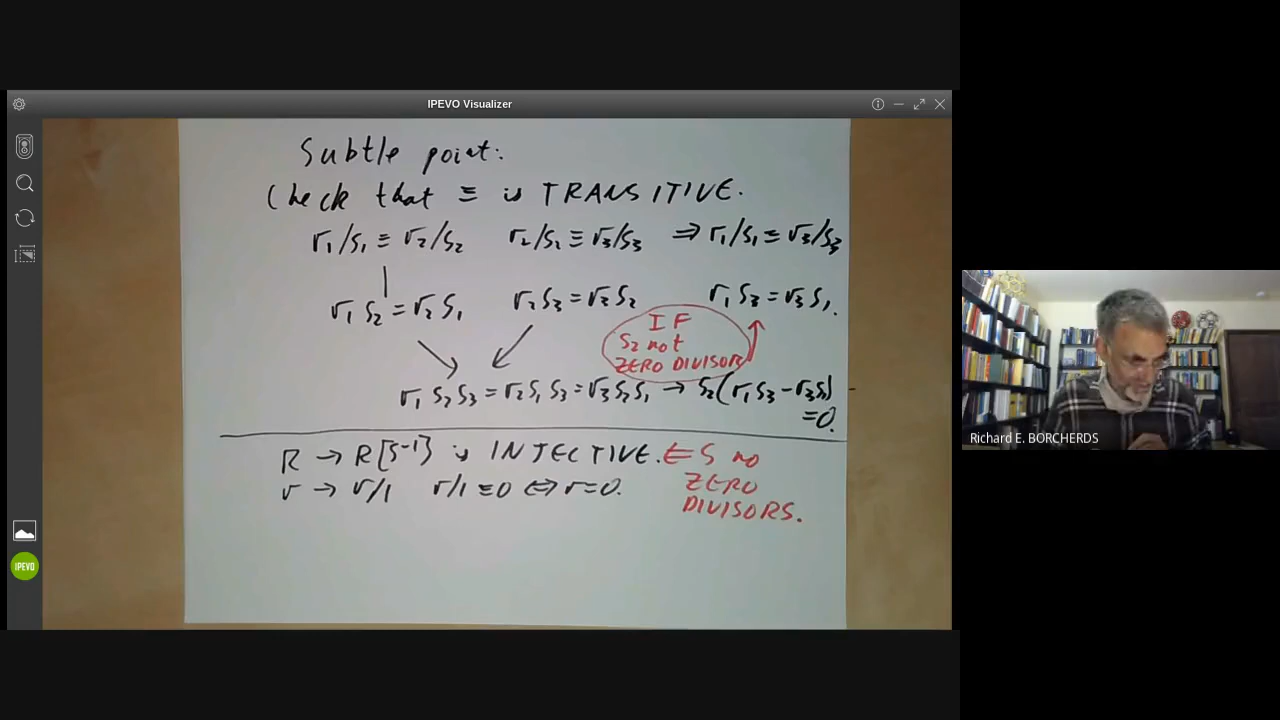 IPEVO Visualizer
Subtle point:
Check that ≡ is TRANSITIVE.
r₁/s₁ ≡ r₂/s₂ r₂/s₂ ≡ r₃/s₃ ⇒ r₁/s₁ ≡ r₃/s₃
r₁ s₂ = r₂ s₁ r₂ s₃ = r₃ s₂ r₁ s₃ = r₃ s₁.
IF
s₂ not
ZERO DIVISORS
r₁ s₂ s₃ = r₂ s₁ s₃ = r₃ s₂ s₁ → s₂(r₁ s₃ - r₃ s₁)
=0.
R → R[S⁻¹] is INJECTIVE. ⇐ S no
r → r/1 r/1 ≡ 0 ⇔ r=0. ZERO
DIVISORS.
IPEVO
Richard E. BORCHERDS